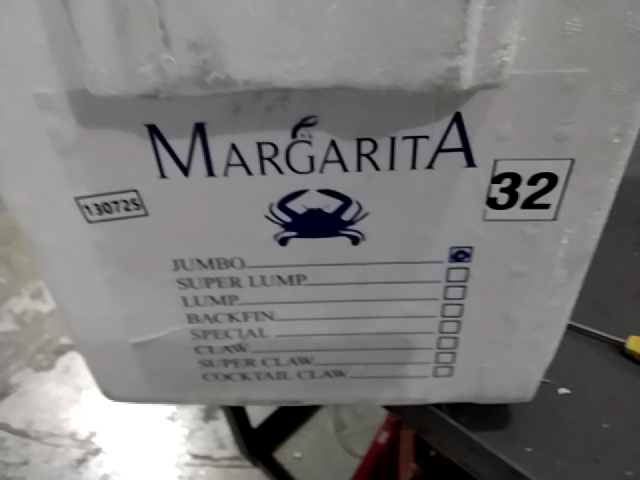 MARGARITA
130725
32
JUMBO
SUPER LUMP
LUMP
BACKFIN
SPECIAL
CLAW
SUPER CLAW
COCKTAIL CLAW